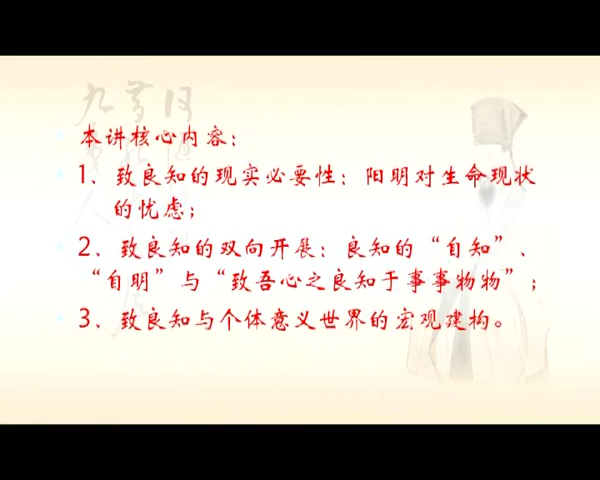 本讲核心内容：
1、致良知的现实必要性：阳明对生命现状
的忧虑；
2、致良知的双向开展：良知的“自知”、
“自明”与“致吾心之良知于事事物物”；
3、致良知与个体意义世界的宏观建构。